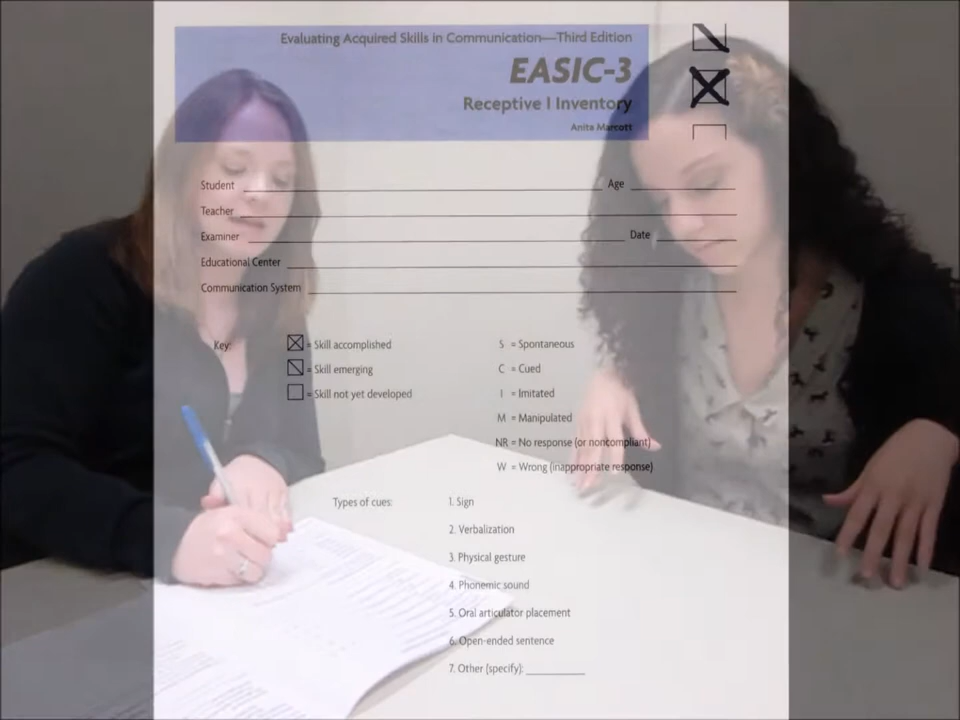 Evaluating Acquired Skills in Communication—Third Edition
EASIC-3
Receptive I Inventory
Anita Marcott
Student Age
Teacher
Examiner Date
Educational Center
Communication System
Key: = Skill accomplished S = Spontaneous
= Skill emerging C = Cued
= Skill not yet developed I = Imitated
M = Manipulated
NR = No response (or noncompliant)
W = Wrong (inappropriate response)
Types of cues: 1. Sign
2. Verbalization
3. Physical gesture
4. Phonemic sound
5. Oral articulator placement
6. Open-ended sentence
7. Other (specify):